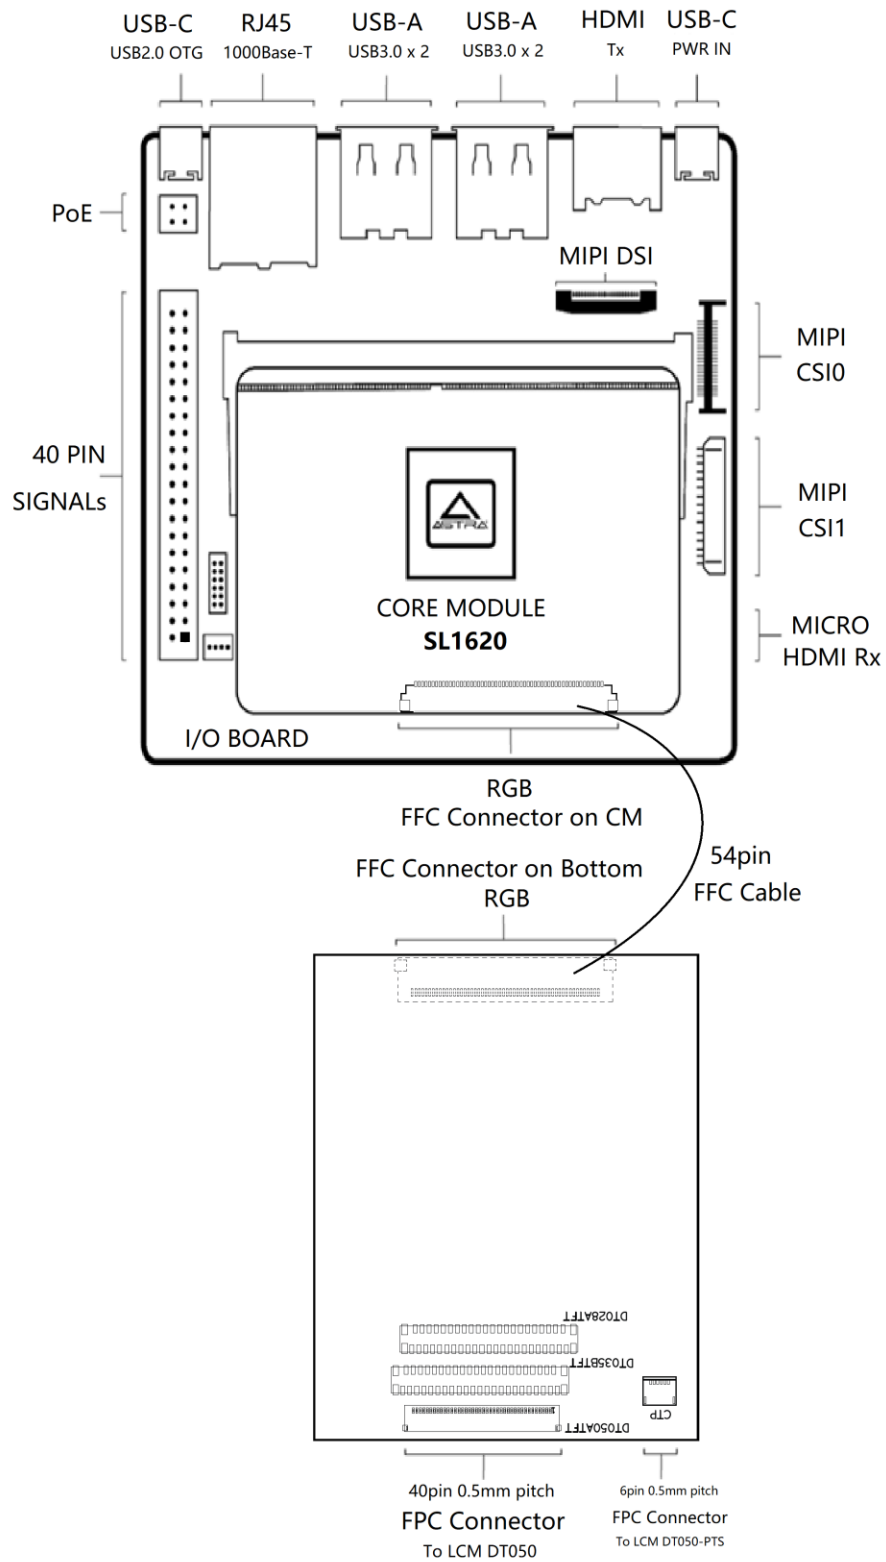 USB-C
USB2.0 OTG
RJ45
1000Base-T
USB-A
USB3.0 x 2
USB-A
USB3.0 x 2
HDMI
Tx
USB-C
PWR IN
PoE
MIPI DSI
MIPI
CSI0
40 PIN
SIGNALs
MIPI
CSI1
ASTRA
CORE MODULE
SL1620
MICRO
HDMI Rx
I/O BOARD
RGB
FFC Connector on CM
54pin
FFC Cable
FFC Connector on Bottom
RGB
DT028ATFT
DT035BTFT
DT050ATFT
CTP
40pin 0.5mm pitch
FPC Connector
To LCM DT050
6pin 0.5mm pitch
FPC Connector
To LCM DT050-PTS